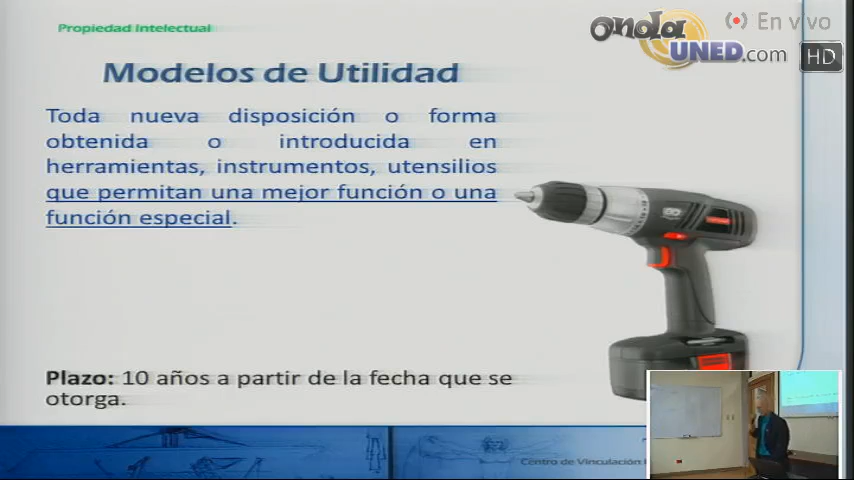 Propiedad Intelectual
onda
UNED.com
En vivo
HD
Modelos de Utilidad
Toda nueva disposición o forma
obtenida o introducida en
herramientas, instrumentos, utensilios
que permitan una mejor función o una
función especial.
Plazo: 10 años a partir de la fecha que se
otorga.
Centro de Vinculación